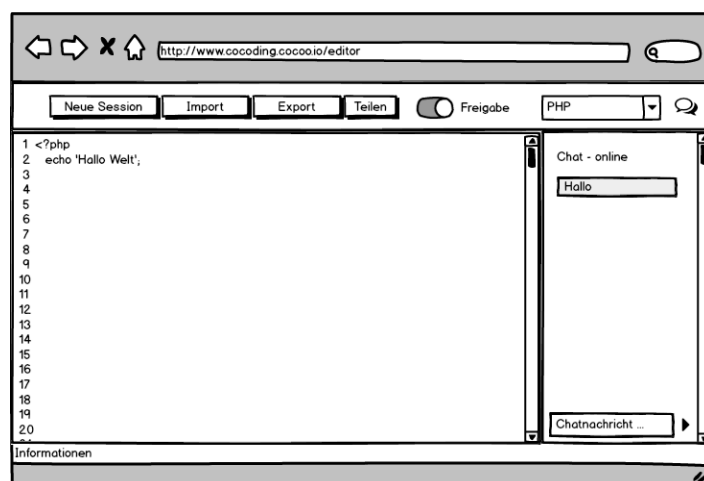 http://www.cocoding.cocoo.io/editor
Neue Session Import Export Teilen Freigabe PHP
1 <?php
2 echo 'Hallo Welt';
3
4
5
6
7
8
9
10
11
12
13
14
15
16
17
18
19
20
Chat - online
Hallo
Chatnachricht ...
Informationen